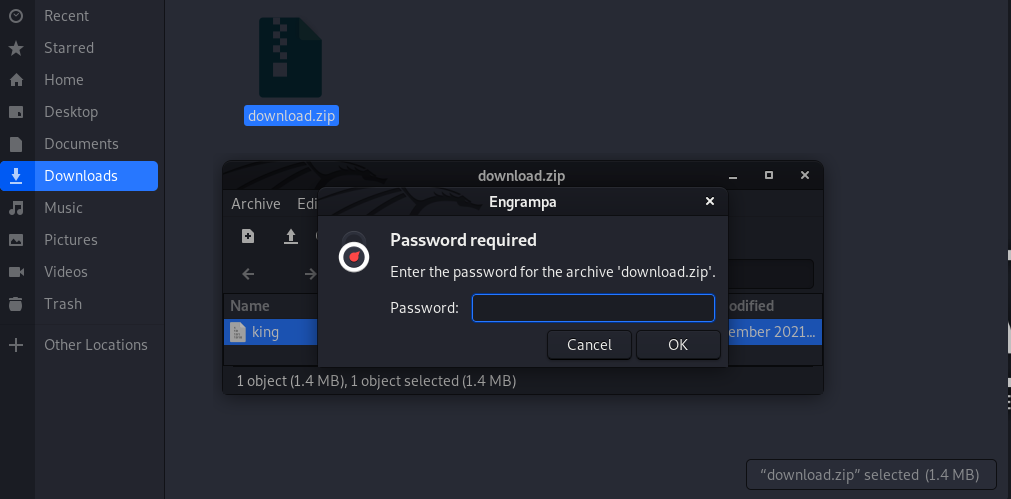 Recent
Starred
Home
Desktop
Documents
Downloads
Music
Pictures
Videos
Trash
Other Locations
download.zip
download.zip
Archive Edi
Engrampa
Password required
Enter the password for the archive 'download.zip'.
Password:
Cancel OK
Name odified
king ember 2021...
1 object (1.4 MB), 1 object selected (1.4 MB)
“download.zip” selected (1.4 MB)